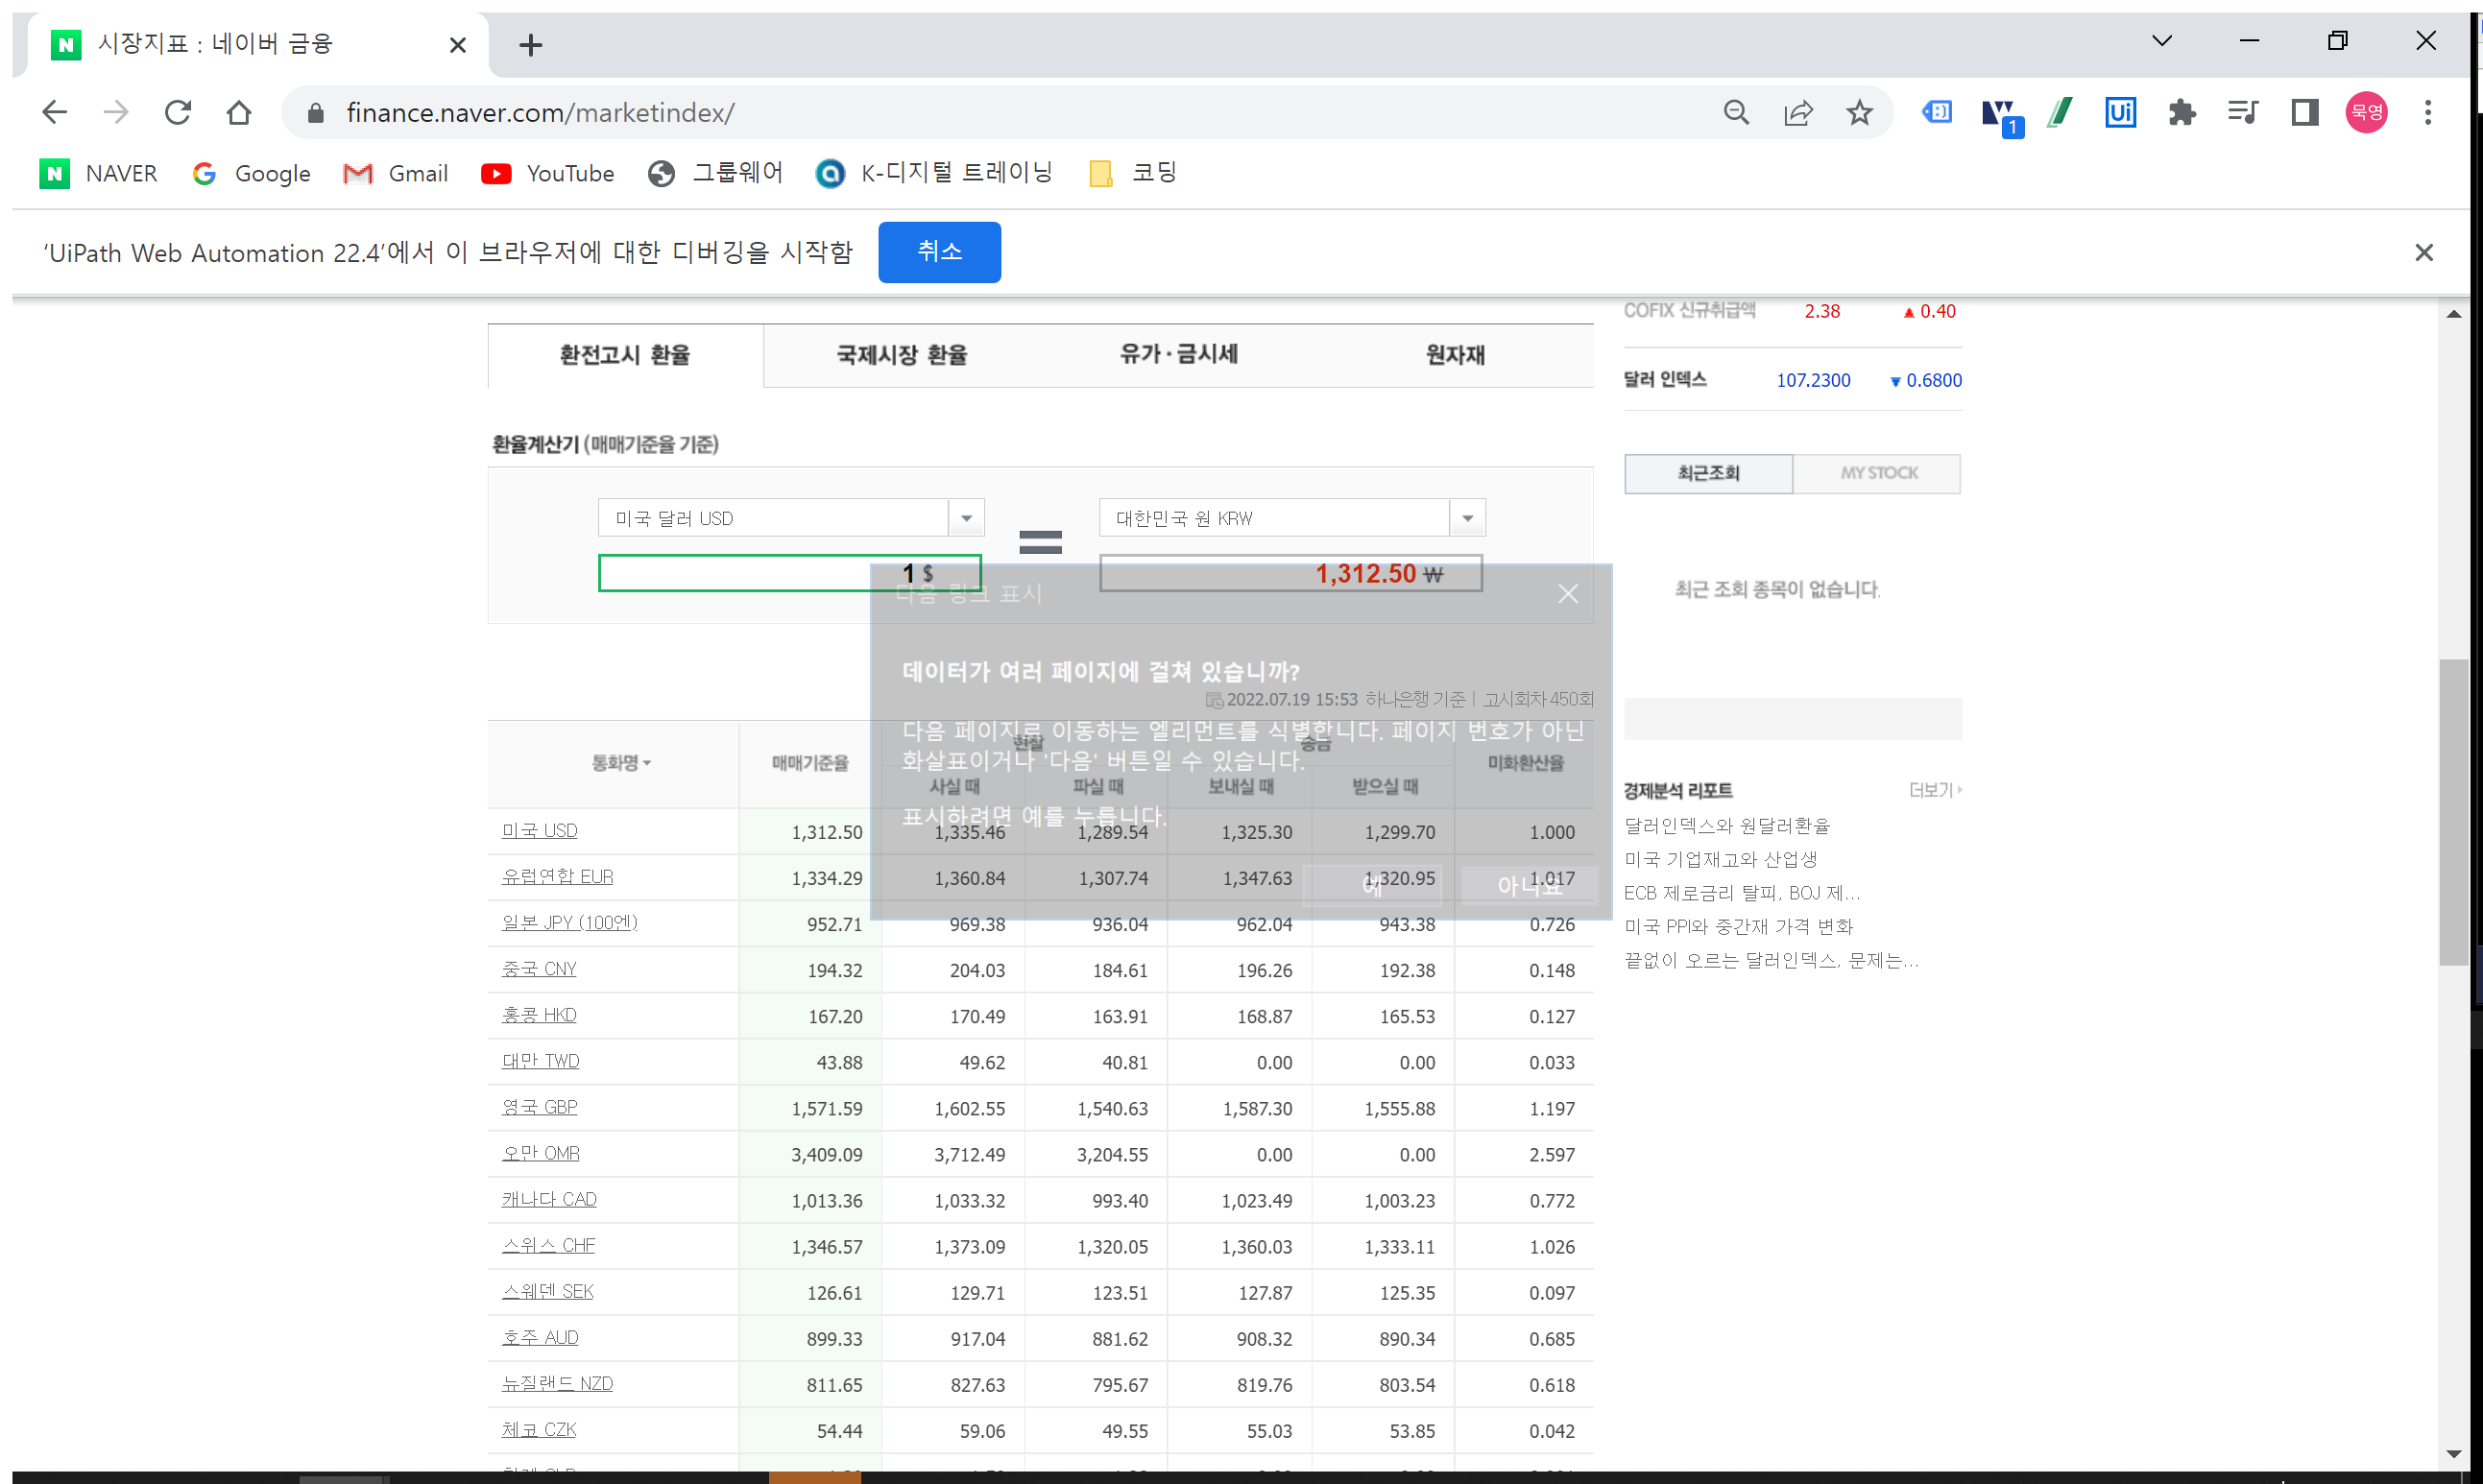 시장지표 : 네이버 금융
finance.naver.com/marketindex/
1
묵영
NAVER Google Gmail YouTube 그룹웨어 K-디지털 트레이닝 코딩
'UiPath Web Automation 22.4'에서 이 브라우저에 대한 디버깅을 시작함 취소
COFIX 신규취급액 2.38 ▲ 0.40
환전고시 환율 국제시장 환율 유가·금시세 원자재
달러 인덱스 107.2300 ▼ 0.6800
환율계산기 (매매기준율 기준)
최근조회 MY STOCK
미국 달러 USD = 대한민국 원 KRW
1 $ 1,312.50 ₩
최근 조회 종목이 없습니다.
다음 링크 표시
데이터가 여러 페이지에 걸쳐 있습니까?
다음 페이지로 이동하는 엘리먼트를 식별합니다. 페이지 번호가 아닌
화살표이거나 '다음' 버튼일 수 있습니다.
표시하려면 예를 누릅니다.
예 아니요
2022.07.19 15:53 하나은행 기준 | 고시회차 450회
통화명 매매기준율 현찰 송금 미화환산율
사실 때 파실 때 보내실 때 받으실 때
미국 USD 1,312.50 1,335.46 1,289.54 1,325.30 1,299.70 1.000
유럽연합 EUR 1,334.29 1,360.84 1,307.74 1,347.63 1,320.95 1.017
일본 JPY (100엔) 952.71 969.38 936.04 962.04 943.38 0.726
중국 CNY 194.32 204.03 184.61 196.26 192.38 0.148
홍콩 HKD 167.20 170.49 163.91 168.87 165.53 0.127
대만 TWD 43.88 49.62 40.81 0.00 0.00 0.033
영국 GBP 1,571.59 1,602.55 1,540.63 1,587.30 1,555.88 1.197
오만 OMR 3,409.09 3,712.49 3,204.55 0.00 0.00 2.597
캐나다 CAD 1,013.36 1,033.32 993.40 1,023.49 1,003.23 0.772
스위스 CHF 1,346.57 1,373.09 1,320.05 1,360.03 1,333.11 1.026
스웨덴 SEK 126.61 129.71 123.51 127.87 125.35 0.097
호주 AUD 899.33 917.04 881.62 908.32 890.34 0.685
뉴질랜드 NZD 811.65 827.63 795.67 819.76 803.54 0.618
체코 CZK 54.44 59.06 49.55 55.03 53.85 0.042
경제분석 리포트 더보기
달러인덱스와 원달러환율
미국 기업재고와 산업생
ECB 제로금리 탈피, BOJ 제...
미국 PPI와 중간재 가격 변화
끝없이 오르는 달러인덱스, 문제는...